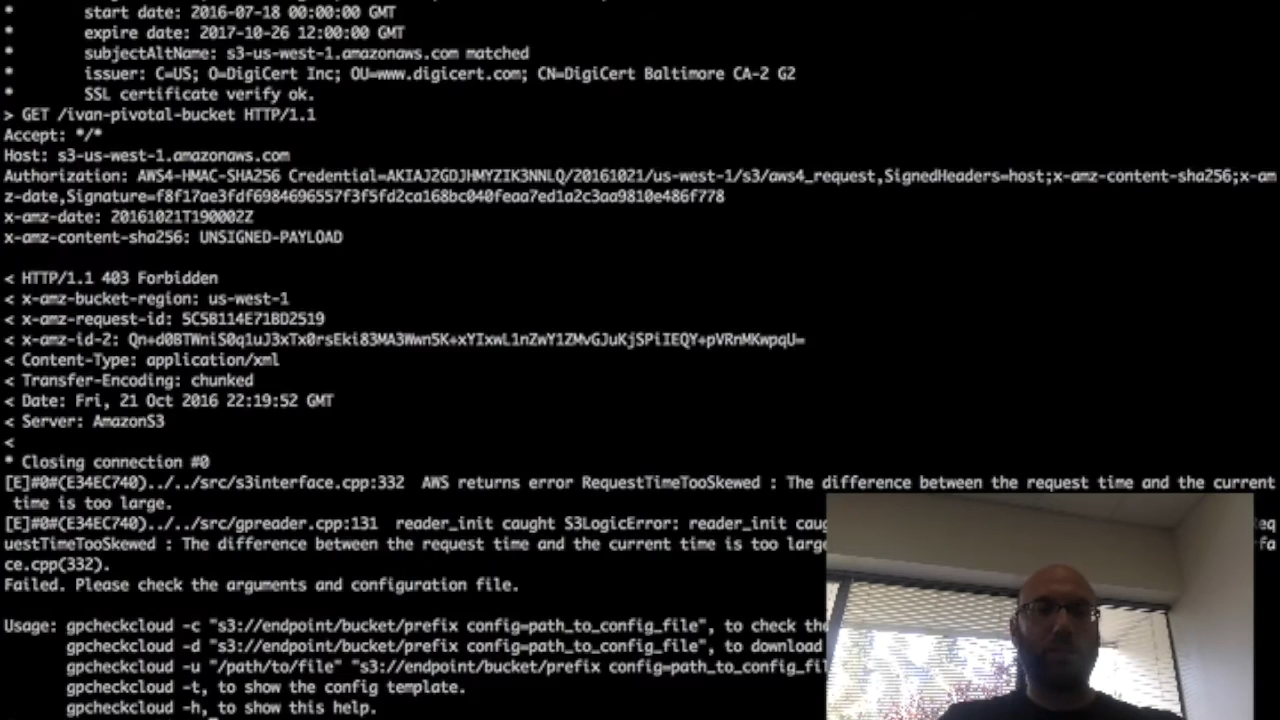 * start date: 2016-07-18 00:00:00 GMT
* expire date: 2017-10-26 12:00:00 GMT
* subjectAltName: s3-us-west-1.amazonaws.com matched
* issuer: C=US; O=DigiCert Inc; OU=www.digicert.com; CN=DigiCert Baltimore CA-2 G2
* SSL certificate verify ok.
> GET /ivan-pivotal-bucket HTTP/1.1
Accept: */*
Host: s3-us-west-1.amazonaws.com
Authorization: AWS4-HMAC-SHA256 Credential=AKIAJ2GDJHMYZIK3NNLQ/20161021/us-west-1/s3/aws4_request,SignedHeaders=host;x-amz-content-sha256;x-am
z-date,Signature=f8f17ae3fdf6984696557f3f5fd2ca168bc040feaa7ed1a2c3aa9810e486f778
x-amz-date: 20161021T190002Z
x-amz-content-sha256: UNSIGNED-PAYLOAD
< HTTP/1.1 403 Forbidden
< x-amz-bucket-region: us-west-1
< x-amz-request-id: 5C5B114E71BD2519
< x-amz-id-2: Qn+d0BTWniS0q1uJ3xTx0rsEki83MA3Wwn5K+xYIxwL1nZwY1ZMvGJuKjSPiIEQY+pVRnMKwpqU=
< Content-Type: application/xml
< Transfer-Encoding: chunked
< Date: Fri, 21 Oct 2016 22:19:52 GMT
< Server: AmazonS3
<
* Closing connection #0
[E]#0#(E34EC740)../../src/s3interface.cpp:332 AWS returns error RequestTimeTooSkewed : The difference between the request time and the current
time is too large.
[E]#0#(E34EC740)../../src/gpreader.cpp:131 reader_init caught S3LogicError: reader_init caug
uestTimeTooSkewed : The difference between the request time and the current time is too large
ce.cpp(332).
Failed. Please check the arguments and configuration file.
Usage: gpcheckcloud -c "s3://endpoint/bucket/prefix config=path_to_config_file", to check the
gpcheckcloud -d "s3://endpoint/bucket/prefix config=path_to_config_file", to download
gpcheckcloud -u "/path/to/file" "s3://endpoint/bucket/prefix config=path_to_config_fil
gpcheckcloud -t, to show the config template.
gpcheckcloud -h, to show this help.